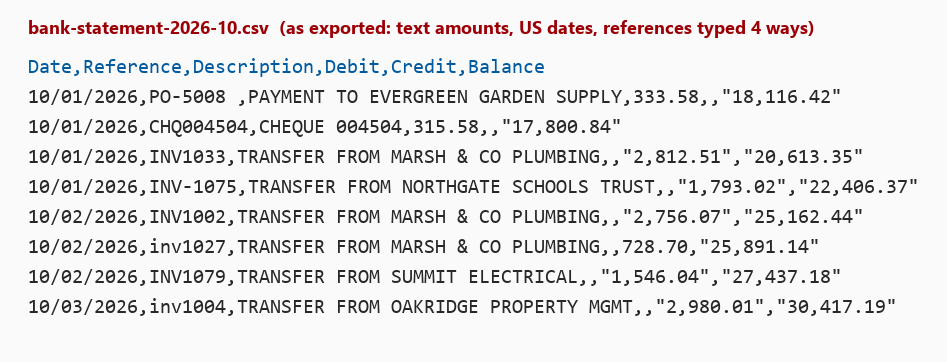 bank-statement-2026-10.csv (as exported: text amounts, US dates, references typed 4 ways)
Date,Reference,Description,Debit,Credit,Balance
10/01/2026,PO-5008 ,PAYMENT TO EVERGREEN GARDEN SUPPLY,333.58,,"18,116.42"
10/01/2026,CHQ004504,CHEQUE 004504,315.58,,"17,800.84"
10/01/2026,INV1033,TRANSFER FROM MARSH & CO PLUMBING,,"2,812.51","20,613.35"
10/01/2026,INV-1075,TRANSFER FROM NORTHGATE SCHOOLS TRUST,,"1,793.02","22,406.37"
10/02/2026,INV1002,TRANSFER FROM MARSH & CO PLUMBING,,"2,756.07","25,162.44"
10/02/2026,inv1027,TRANSFER FROM MARSH & CO PLUMBING,,728.70,"25,891.14"
10/02/2026,INV1079,TRANSFER FROM SUMMIT ELECTRICAL,,"1,546.04","27,437.18"
10/03/2026,inv1004,TRANSFER FROM OAKRIDGE PROPERTY MGMT,,"2,980.01","30,417.19"